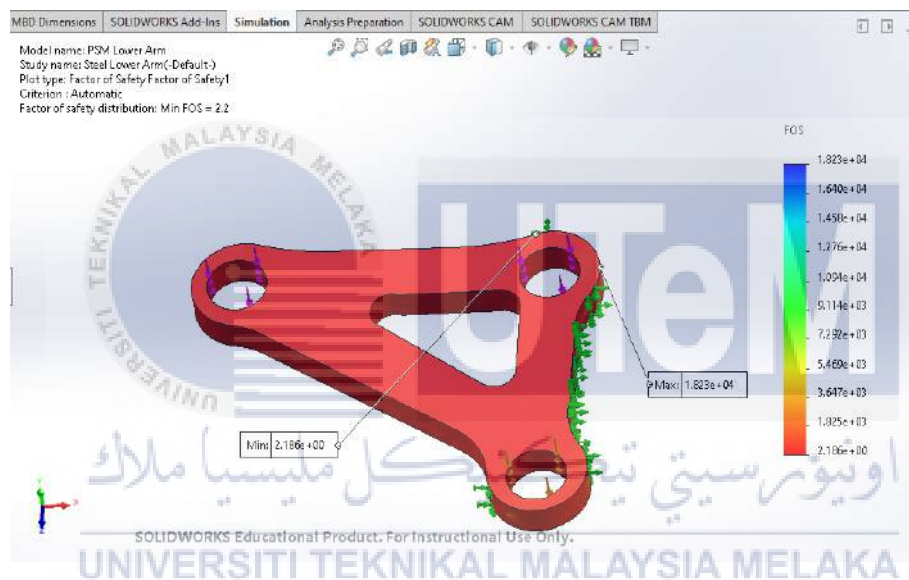 MBD Dimensions SOLIDWORKS Add-Ins Simulation Analysis Preparation SOLIDWORKS CAM SOLIDWORKS CAM TBM
Model name: PSM Lower Arm
Study name: Steel Lower Arm(-Default-)
Plot type: Factor of Safety Factor of Safety1
Criterion : Automatic
Factor of safety distribution: Min FOS = 2.2
FOS
1.823e+04
1.640e+04
1.458e+04
1.276e+04
1.094e+04
9.114e+03
7.292e+03
5.469e+03
3.647e+03
1.825e+03
2.186e+00
Max: 1.823e+04
Min: 2.186e+00
UNIVERSITI TEKNIKAL MALAYSIA MELAKA
UTeM
اونيۏرسيتي تيكنيكل مليسيا ملاك
SOLIDWORKS Educational Product. For Instructional Use Only.
UNIVERSITI TEKNIKAL MALAYSIA MELAKA